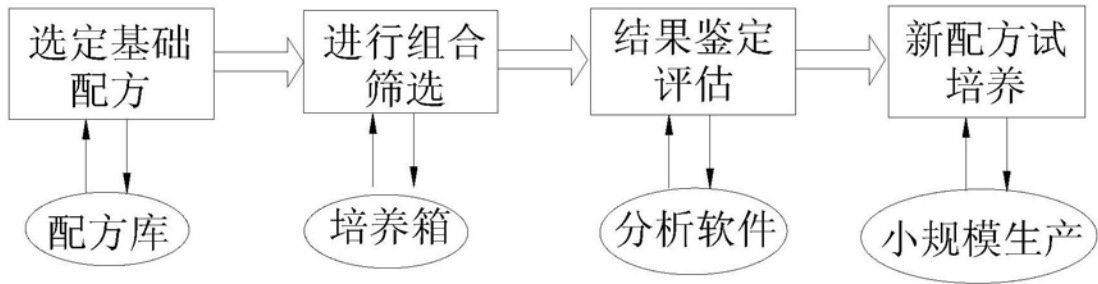 选定基础
配方
进行组合
筛选
结果鉴定
评估
新配方试
培养
配方库
培养箱
分析软件
小规模生产